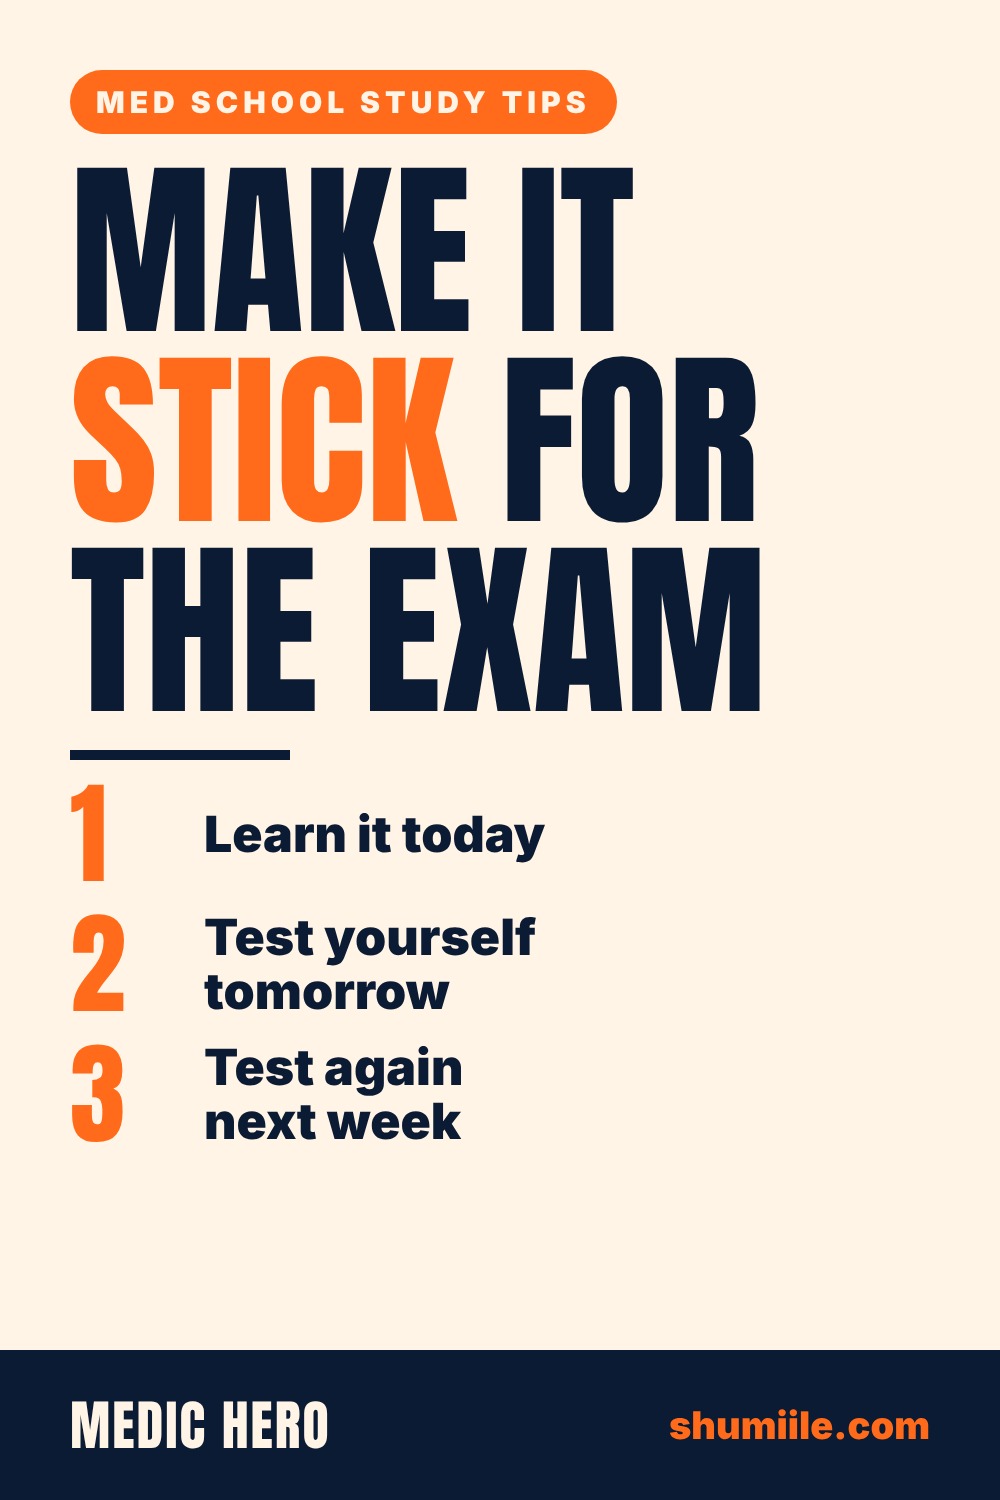 MED SCHOOL STUDY TIPS
MAKE IT
STICK FOR
THE EXAM
1 Learn it today
2 Test yourself
tomorrow
3 Test again
next week
MEDIC HERO
shumiile.com